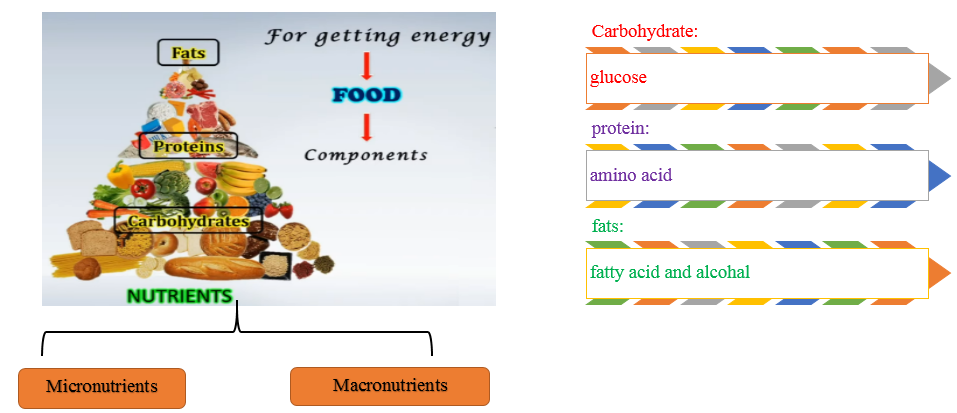 For getting energy
FOOD
Components
Fats
Proteins
Carbohydrates
NUTRIENTS
Micronutrients
Macronutrients
Carbohydrate:
glucose
protein:
amino acid
fats:
fatty acid and alcohal